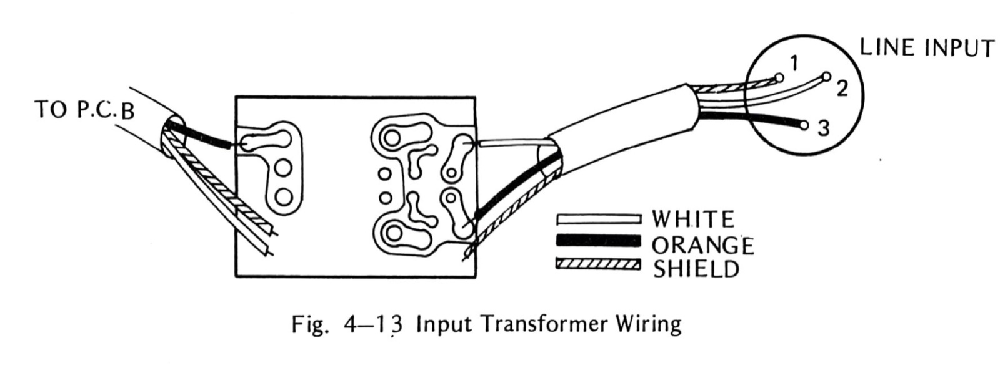 LINE INPUT
1
2
3
TO P.C.B
WHITE
ORANGE
SHIELD
Fig. 4–13 Input Transformer Wiring